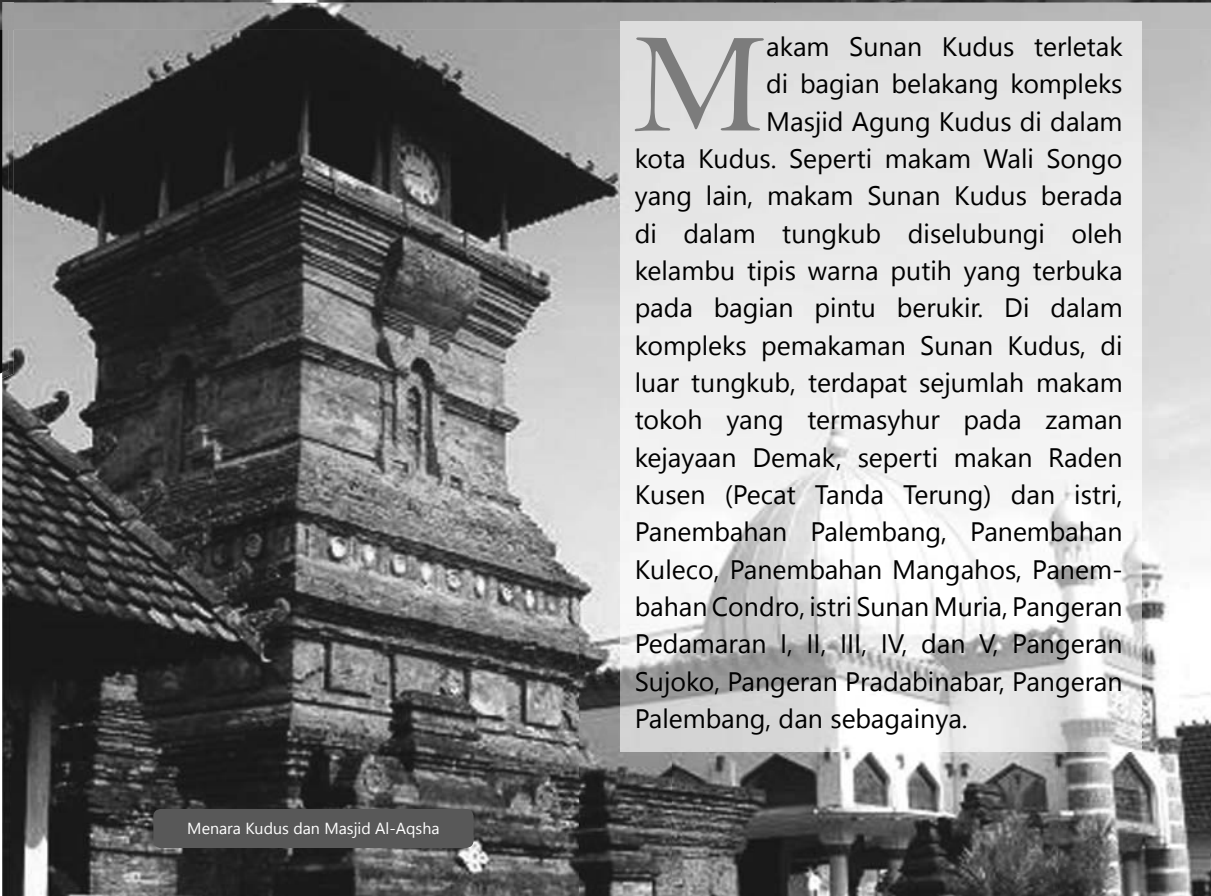 Makam Sunan Kudus terletak
di bagian belakang kompleks
Masjid Agung Kudus di dalam
kota Kudus. Seperti makam Wali Songo
yang lain, makam Sunan Kudus berada
di dalam tungkub diselubungi oleh
kelambu tipis warna putih yang terbuka
pada bagian pintu berukir. Di dalam
kompleks pemakaman Sunan Kudus, di
luar tungkub, terdapat sejumlah makam
tokoh yang termasyhur pada zaman
kejayaan Demak, seperti makan Raden
Kusen (Pecat Tanda Terung) dan istri,
Panembahan Palembang, Panembahan
Kuleco, Panembahan Mangahos, Panem-
bahan Condro, istri Sunan Muria, Pangeran
Pedamaran I, II, III, IV, dan V, Pangeran
Sujoko, Pangeran Pradabinabar, Pangeran
Palembang, dan sebagainya.
Menara Kudus dan Masjid Al-Aqsha